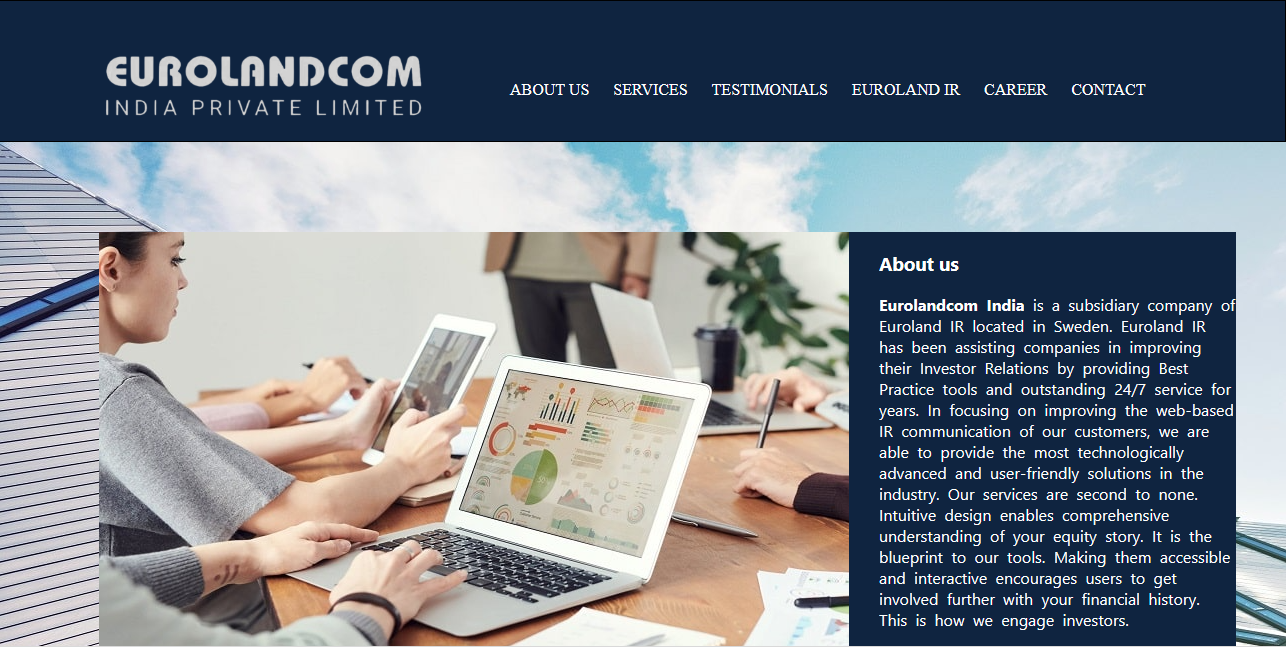 EUROLANDCOM
INDIA PRIVATE LIMITED
ABOUT US SERVICES TESTIMONIALS EUROLAND IR CAREER CONTACT
About us
Eurolandcom India is a subsidiary company of
Euroland IR located in Sweden. Euroland IR
has been assisting companies in improving
their Investor Relations by providing Best
Practice tools and outstanding 24/7 service for
years. In focusing on improving the web-based
IR communication of our customers, we are
able to provide the most technologically
advanced and user-friendly solutions in the
industry. Our services are second to none.
Intuitive design enables comprehensive
understanding of your equity story. It is the
blueprint to our tools. Making them accessible
and interactive encourages users to get
involved further with your financial history.
This is how we engage investors.